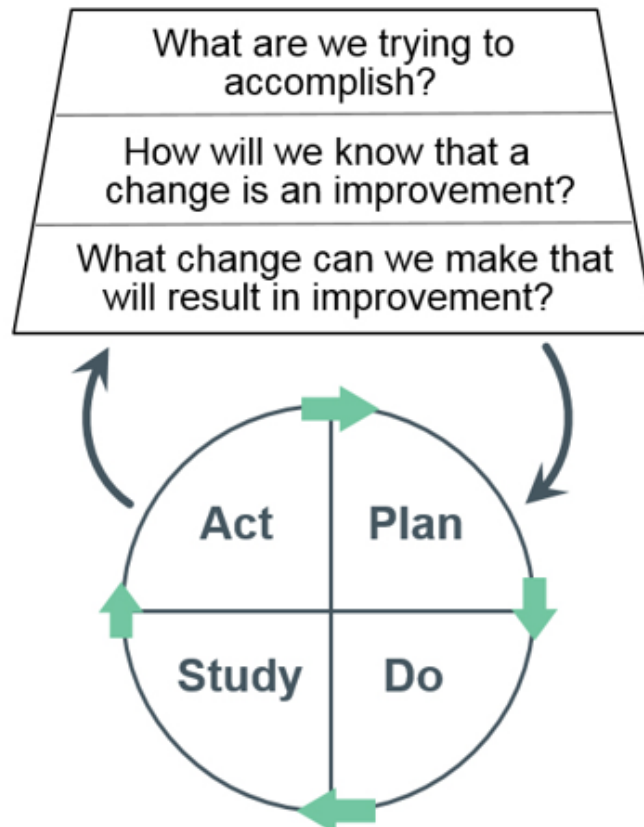 What are we trying to
accomplish?
How will we know that a
change is an improvement?
What change can we make that
will result in improvement?
Act
Plan
Study
Do